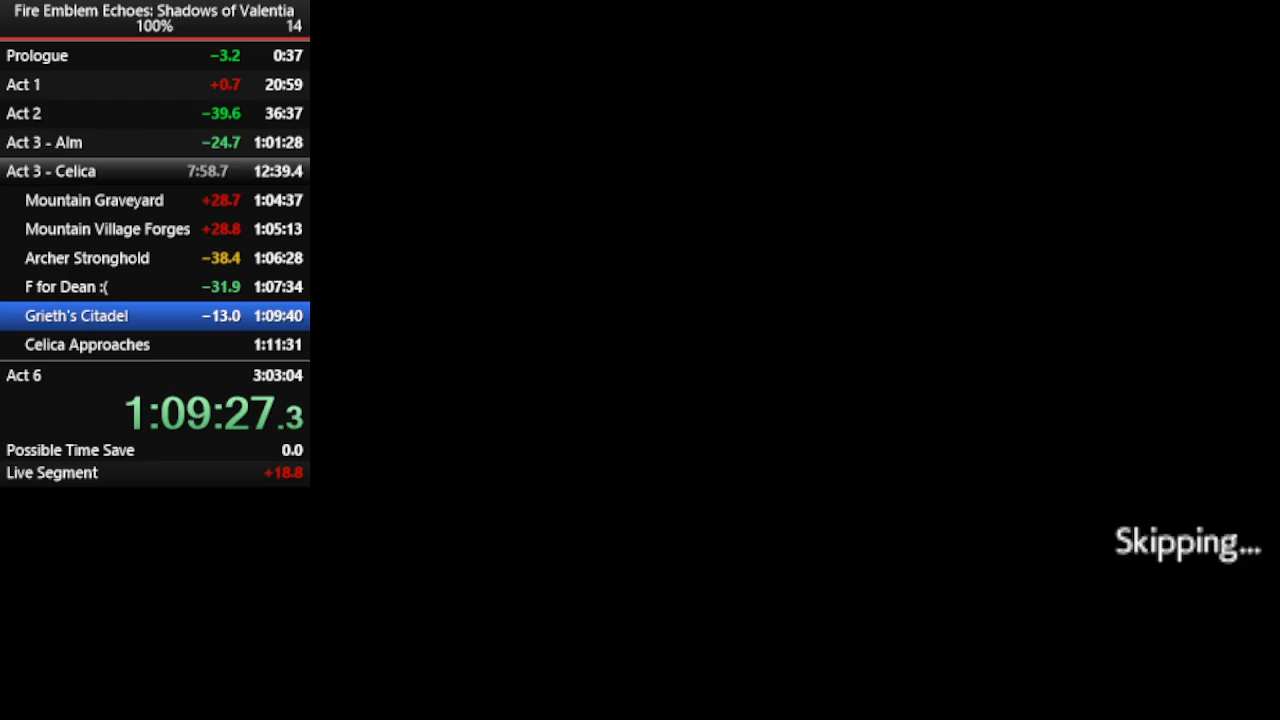 Fire Emblem Echoes: Shadows of Valentia
100% 14
Prologue −3.2 0:37
Act 1 +0.7 20:59
Act 2 −39.6 36:37
Act 3 - Alm −24.7 1:01:28
Act 3 - Celica 7:58.7 12:39.4
Mountain Graveyard +28.7 1:04:37
Mountain Village Forges +28.8 1:05:13
Archer Stronghold −38.4 1:06:28
F for Dean :( −31.9 1:07:34
Grieth's Citadel −13.0 1:09:40
Celica Approaches 1:11:31
Act 6 3:03:04
1:09:27.3
Possible Time Save 0.0
Live Segment +18.8
Skipping...